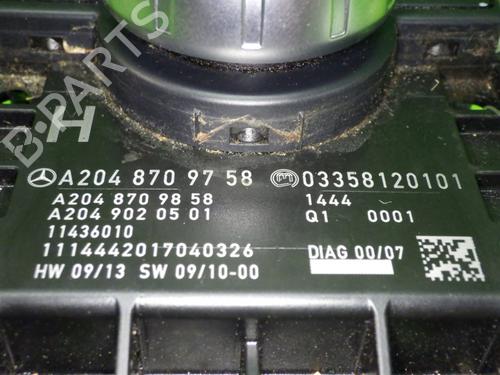 B-PARTS
A204 870 97 58 03358120101
A204 870 98 58 1444
A204 902 05 01 Q1 0001
11436010
1114442017040326 DIAG 00/07
HW 09/13 SW 09/10-00